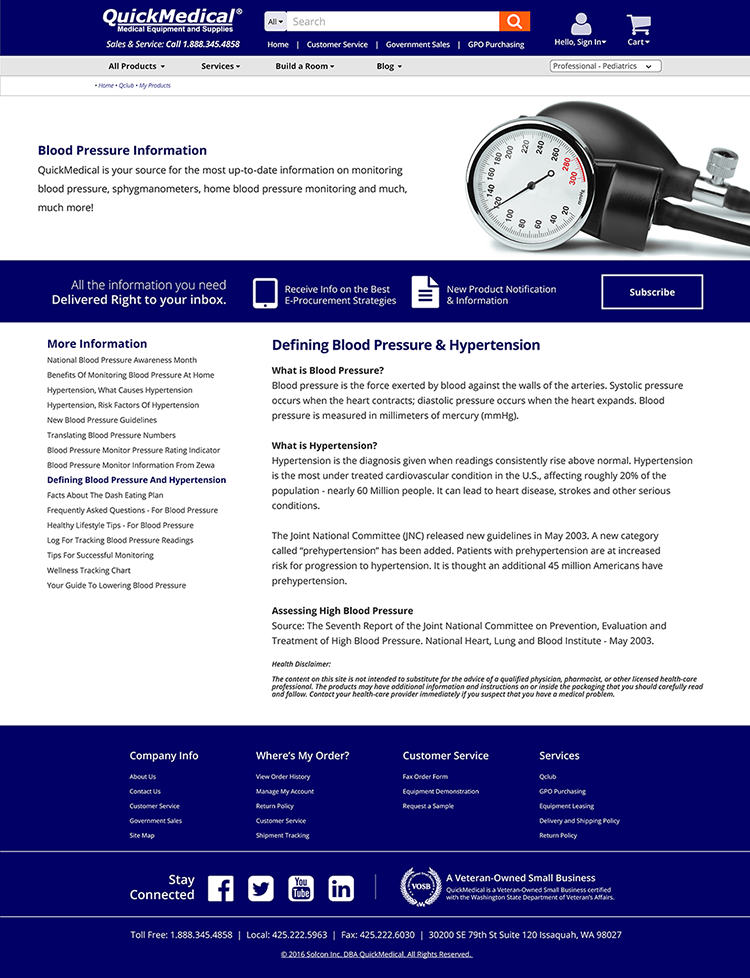 QuickMedical®
Medical Equipment and Supplies
Sales & Service: Call 1.888.345.4858
All
Search
Home | Customer Service | Government Sales | GPO Purchasing
Hello, Sign In
Cart
All Products
Services
Build a Room
Blog
Professional - Pediatrics
• Home • Qclub • My Products
Blood Pressure Information
QuickMedical is your source for the most up-to-date information on monitoring
blood pressure, sphygmanometers, home blood pressure monitoring and much,
much more!
20
40
60
80
100
120
140
160
180
200
220
240
260
280
300
mmHg
All the information you need
Delivered Right to your inbox.
Receive Info on the Best
E-Procurement Strategies
New Product Notification
& Information
Subscribe
More Information
National Blood Pressure Awareness Month
Benefits Of Monitoring Blood Pressure At Home
Hypertension, What Causes Hypertension
Hypertension, Risk Factors Of Hypertension
New Blood Pressure Guidelines
Translating Blood Pressure Numbers
Blood Pressure Monitor Pressure Rating Indicator
Blood Pressure Monitor Information From Zewa
Defining Blood Pressure And Hypertension
Facts About The Dash Eating Plan
Frequently Asked Questions - For Blood Pressure
Healthy Lifestyle Tips - For Blood Pressure
Log For Tracking Blood Pressure Readings
Tips For Successful Monitoring
Wellness Tracking Chart
Your Guide To Lowering Blood Pressure
Defining Blood Pressure & Hypertension
What is Blood Pressure?
Blood pressure is the force exerted by blood against the walls of the arteries. Systolic pressure
occurs when the heart contracts; diastolic pressure occurs when the heart expands. Blood
pressure is measured in millimeters of mercury (mmHg).
What is Hypertension?
Hypertension is the diagnosis given when readings consistently rise above normal. Hypertension
is the most under treated cardiovascular condition in the U.S., affecting roughly 20% of the
population - nearly 60 Million people. It can lead to heart disease, strokes and other serious
conditions.
The Joint National Committee (JNC) released new guidelines in May 2003. A new category
called “prehypertension” has been added. Patients with prehypertension are at increased
risk for progression to hypertension. It is thought an additional 45 million Americans have
prehypertension.
Assessing High Blood Pressure
Source: The Seventh Report of the Joint National Committee on Prevention, Evaluation and
Treatment of High Blood Pressure. National Heart, Lung and Blood Institute - May 2003.
Health Disclaimer:
The content on this site is not intended to substitute for the advice of a qualified physician, pharmacist, or other licensed health-care
professional. The products may have additional information and instructions on or inside the packaging that you should carefully read
and follow. Contact your health-care provider immediately if you suspect that you have a medical problem.
Company Info
About Us
Contact Us
Customer Service
Government Sales
Site Map
Where's My Order?
View Order History
Manage My Account
Return Policy
Customer Service
Shipment Tracking
Customer Service
Fax Order Form
Equipment Demonstration
Request a Sample
Services
Qclub
GPO Purchasing
Equipment Leasing
Delivery and Shipping Policy
Return Policy
Stay
Connected
f
You
Tube
in
VOSB
A Veteran-Owned Small Business
QuickMedical is a Veteran-Owned Small Business certified
with the Washington State Department of Veteran's Affairs.
Toll Free: 1.888.345.4858 | Local: 425.222.5963 | Fax: 425.222.6030 | 30200 SE 79th St Suite 120 Issaquah, WA 98027
© 2016 Solcon Inc. DBA QuickMedical. All Rights Reserved.